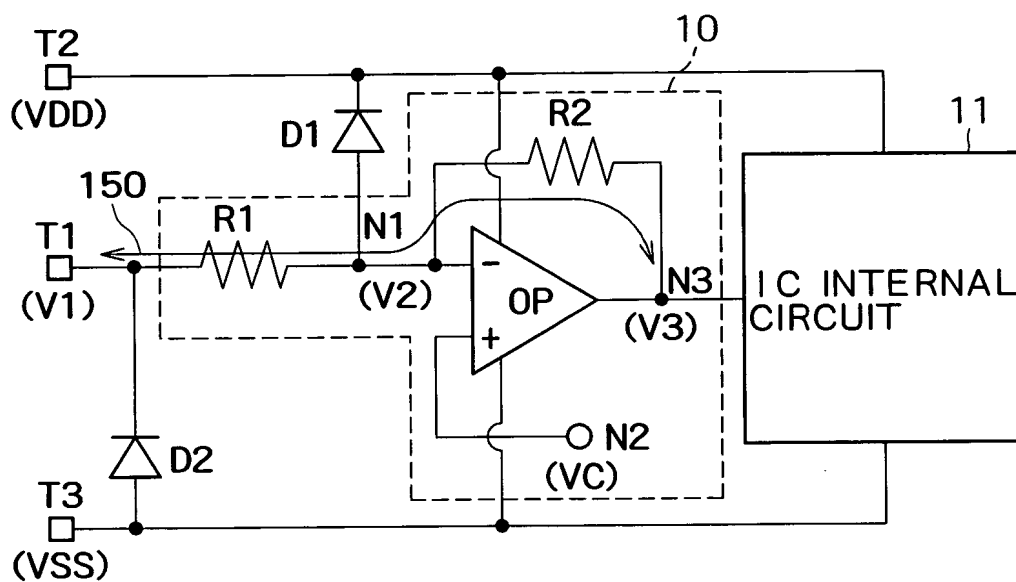 T2
(VDD)
10
D1
R2
11
150
T1
(V1)
R1
N1
(V2)
−
OP
+
N3
(V3)
IC INTERNAL
CIRCUIT
N2
(VC)
D2
T3
(VSS)